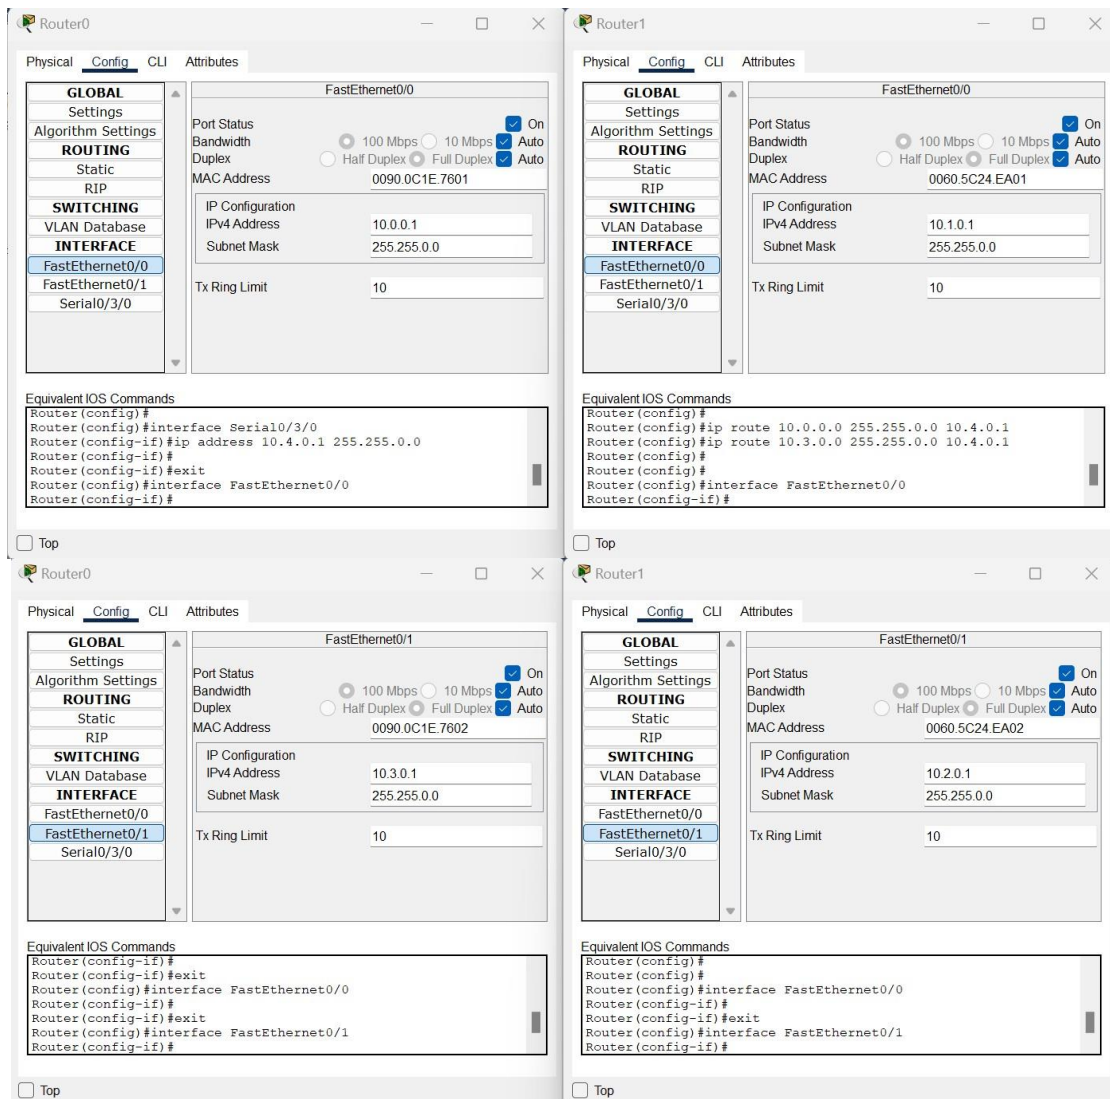 Router0
Physical Config CLI Attributes
GLOBAL
Settings
Algorithm Settings
ROUTING
Static
RIP
SWITCHING
VLAN Database
INTERFACE
FastEthernet0/0
FastEthernet0/1
Serial0/3/0
FastEthernet0/0
Port Status On
Bandwidth 100 Mbps 10 Mbps Auto
Duplex Half Duplex Full Duplex Auto
MAC Address 0090.0C1E.7601
IP Configuration
IPv4 Address 10.0.0.1
Subnet Mask 255.255.0.0
Tx Ring Limit 10
Equivalent IOS Commands
Router(config)#
Router(config)#interface Serial0/3/0
Router(config-if)#ip address 10.4.0.1 255.255.0.0
Router(config-if)#
Router(config-if)#exit
Router(config)#interface FastEthernet0/0
Router(config-if)#
Top
Router1
Physical Config CLI Attributes
GLOBAL
Settings
Algorithm Settings
ROUTING
Static
RIP
SWITCHING
VLAN Database
INTERFACE
FastEthernet0/0
FastEthernet0/1
Serial0/3/0
FastEthernet0/0
Port Status On
Bandwidth 100 Mbps 10 Mbps Auto
Duplex Half Duplex Full Duplex Auto
MAC Address 0060.5C24.EA01
IP Configuration
IPv4 Address 10.1.0.1
Subnet Mask 255.255.0.0
Tx Ring Limit 10
Equivalent IOS Commands
Router(config)#
Router(config)#ip route 10.0.0.0 255.255.0.0 10.4.0.1
Router(config)#ip route 10.3.0.0 255.255.0.0 10.4.0.1
Router(config)#
Router(config)#
Router(config)#interface FastEthernet0/0
Router(config-if)#
Top
Router0
Physical Config CLI Attributes
GLOBAL
Settings
Algorithm Settings
ROUTING
Static
RIP
SWITCHING
VLAN Database
INTERFACE
FastEthernet0/0
FastEthernet0/1
Serial0/3/0
FastEthernet0/1
Port Status On
Bandwidth 100 Mbps 10 Mbps Auto
Duplex Half Duplex Full Duplex Auto
MAC Address 0090.0C1E.7602
IP Configuration
IPv4 Address 10.3.0.1
Subnet Mask 255.255.0.0
Tx Ring Limit 10
Equivalent IOS Commands
Router(config-if)#
Router(config-if)#exit
Router(config)#interface FastEthernet0/0
Router(config-if)#
Router(config-if)#exit
Router(config)#interface FastEthernet0/1
Router(config-if)#
Top
Router1
Physical Config CLI Attributes
GLOBAL
Settings
Algorithm Settings
ROUTING
Static
RIP
SWITCHING
VLAN Database
INTERFACE
FastEthernet0/0
FastEthernet0/1
Serial0/3/0
FastEthernet0/1
Port Status On
Bandwidth 100 Mbps 10 Mbps Auto
Duplex Half Duplex Full Duplex Auto
MAC Address 0060.5C24.EA02
IP Configuration
IPv4 Address 10.2.0.1
Subnet Mask 255.255.0.0
Tx Ring Limit 10
Equivalent IOS Commands
Router(config)#
Router(config)#
Router(config)#interface FastEthernet0/0
Router(config-if)#
Router(config-if)#exit
Router(config)#interface FastEthernet0/1
Router(config-if)#
Top